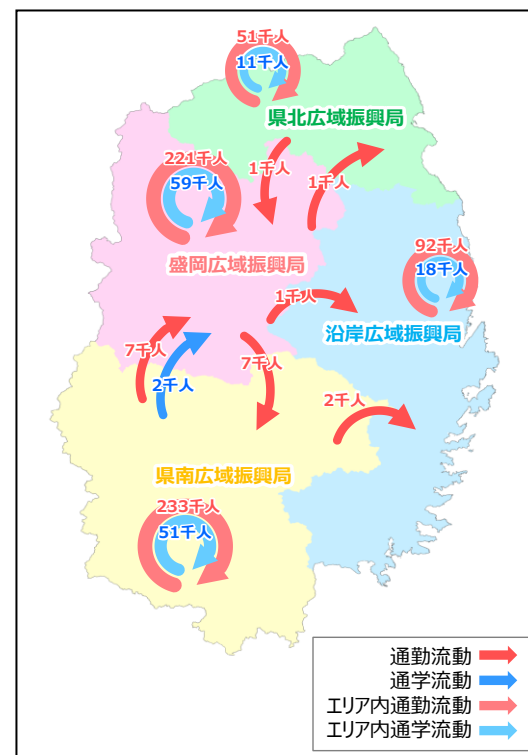 51千人
11千人
県北広域振興局
221千人
59千人
1千人
1千人
盛岡広域振興局
92千人
18千人
1千人
沿岸広域振興局
7千人
2千人
7千人
2千人
県南広域振興局
233千人
51千人
通勤流動
通学流動
エリア内通勤流動
エリア内通学流動